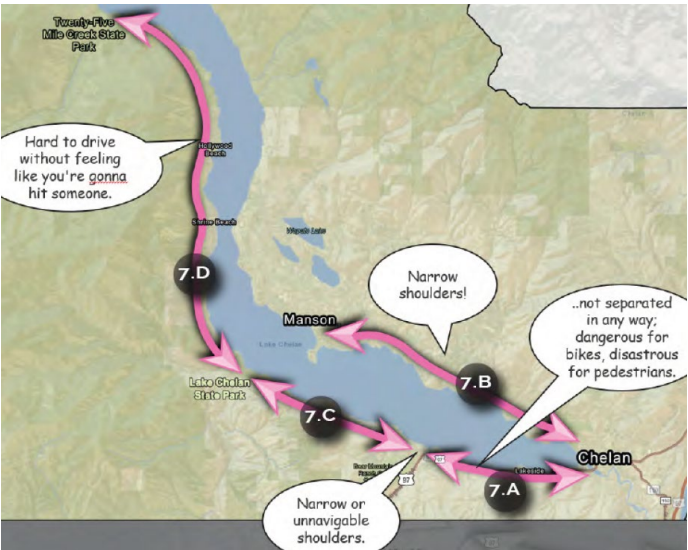 Twenty-Five
Mile Creek State
Park
Hard to drive
without feeling
like you're gonna
hit someone.
Hollywood
Beach
Shrine Beach
Wapato Lake
7.D
Narrow
shoulders!
..not separated
in any way;
dangerous for
bikes, disastrous
for pedestrians.
Manson
Lake Chelan
7.B
Lake Chelan
State Park
7.C
Chelan
Lakeside
7.A
97
Narrow or
unnavigable
shoulders.